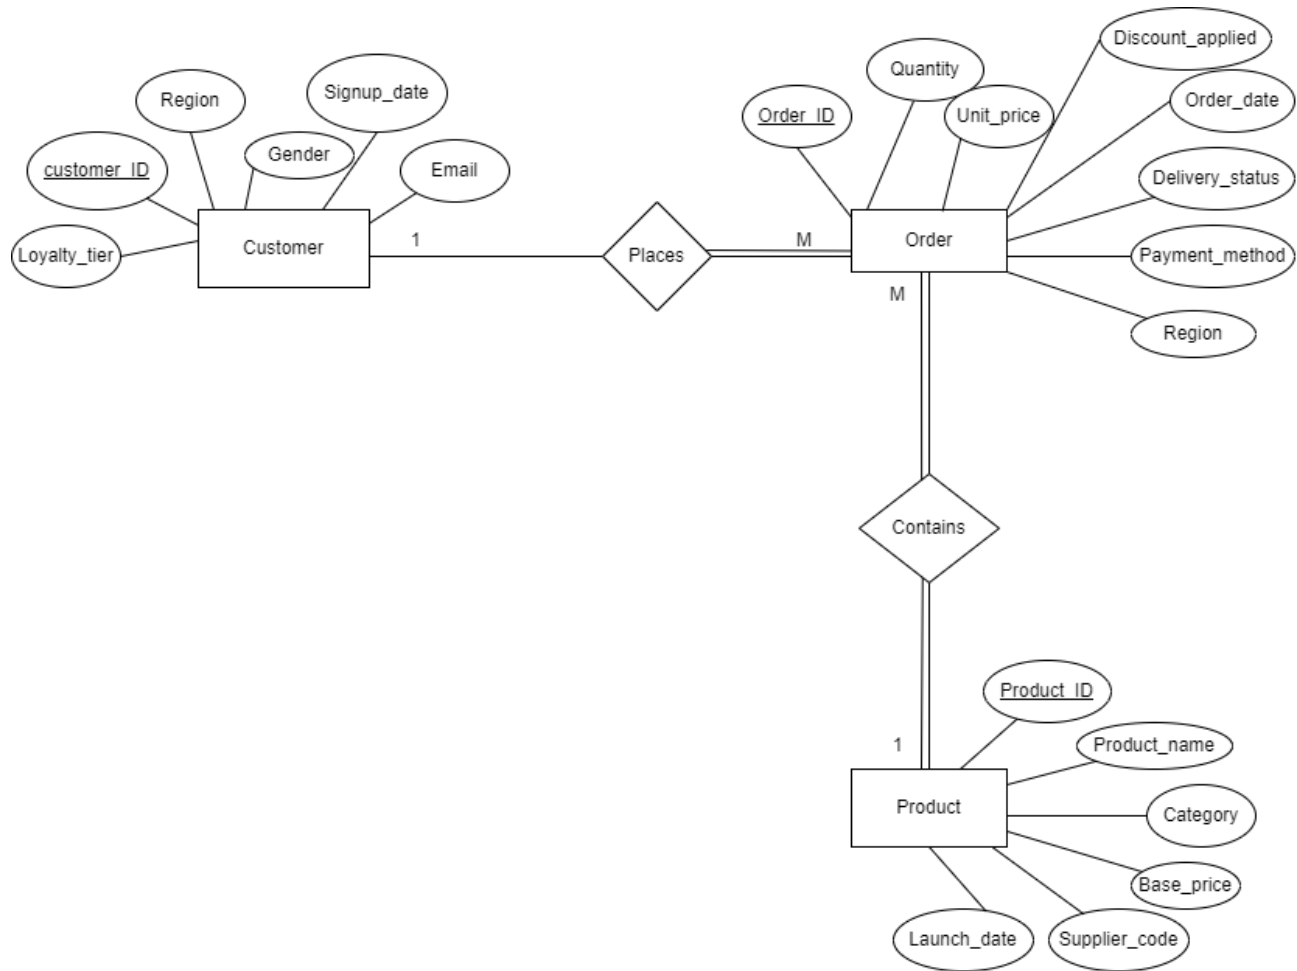 Discount_applied
Quantity
Signup_date
Region
Order_date
Order_ID
Unit_price
Gender
customer_ID
Email
Delivery_status
Customer
1
Places
M
Order
Loyalty_tier
Payment_method
M
Region
Contains
Product_ID
1
Product_name
Product
Category
Base_price
Launch_date
Supplier_code